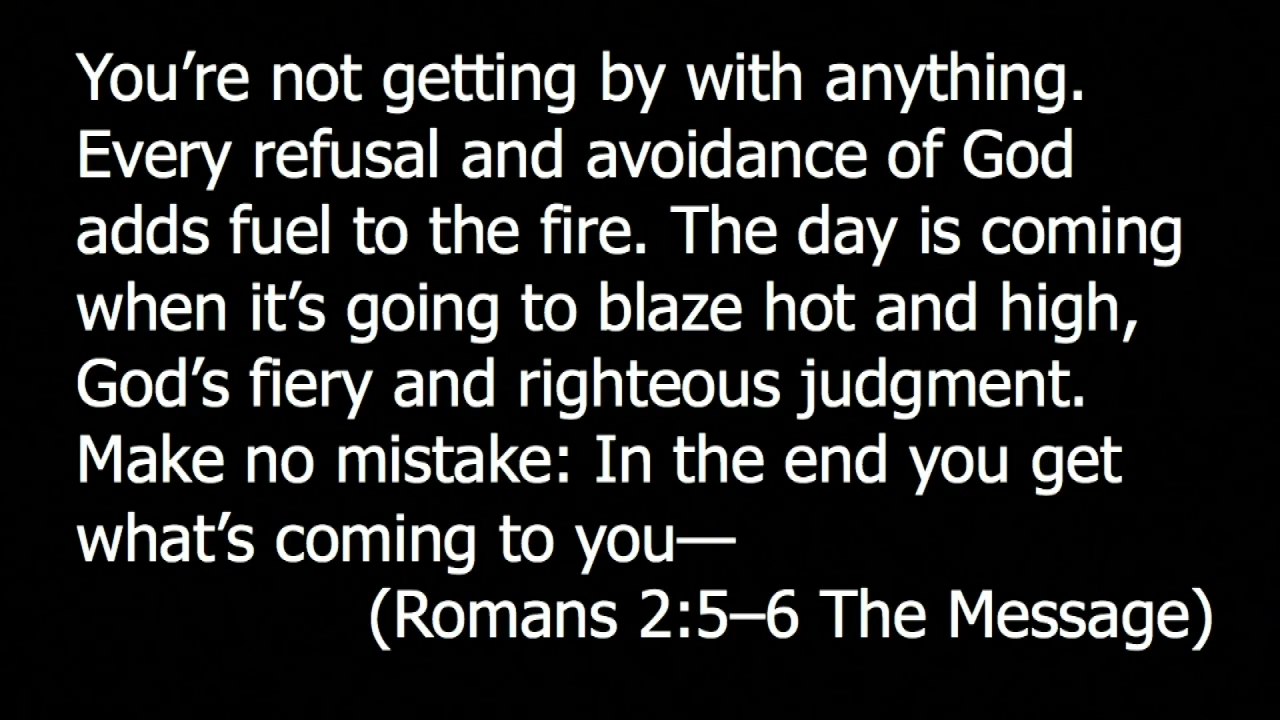 You’re not getting by with anything.
Every refusal and avoidance of God
adds fuel to the fire. The day is coming
when it’s going to blaze hot and high,
God’s fiery and righteous judgment.
Make no mistake: In the end you get
what’s coming to you—
(Romans 2:5–6 The Message)